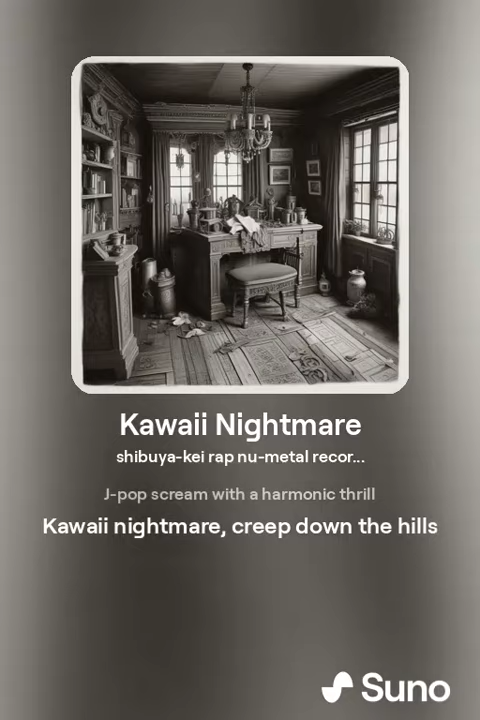 Kawaii Nightmare
shibuya-kei rap nu-metal recor...
J-pop scream with a harmonic thrill
Kawaii nightmare, creep down the hills
Suno